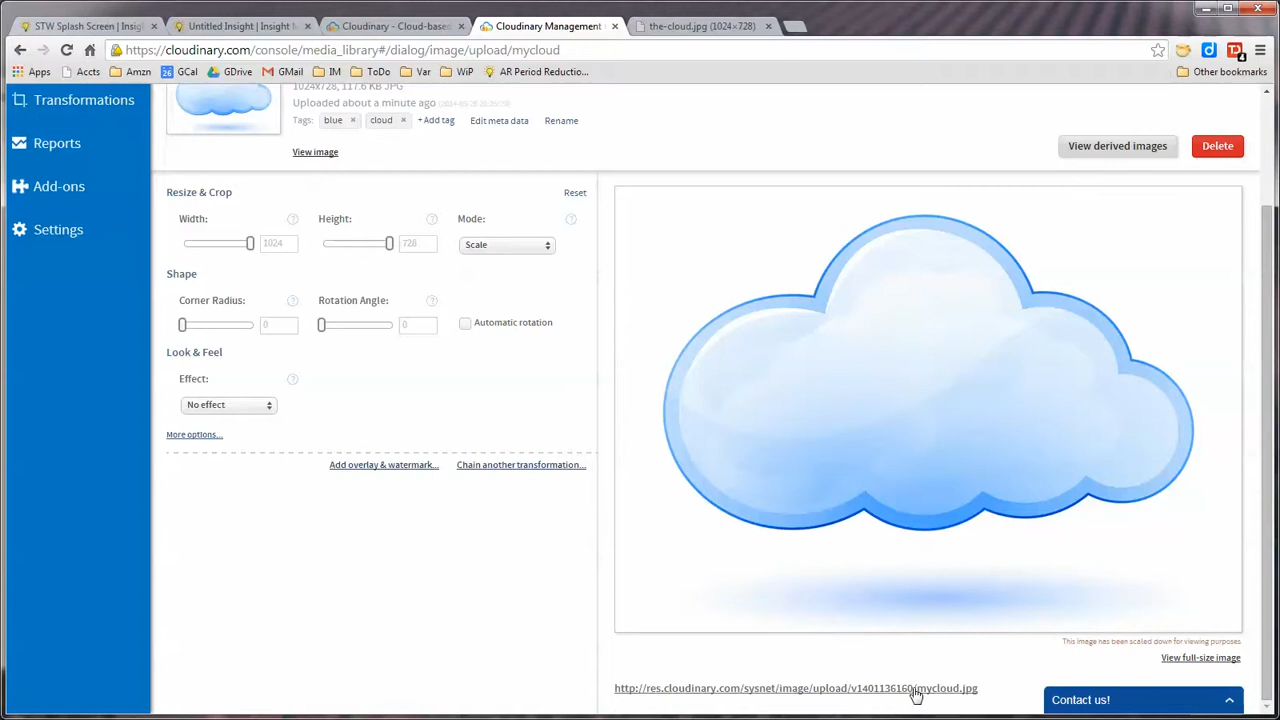 STW Splash Screen | Insigl
Untitled Insight | Insight M
Cloudinary - Cloud-based
Cloudinary Management
the-cloud.jpg (1024×728)
https://cloudinary.com/console/media_library#/dialog/image/upload/mycloud
Apps
Accts
Amzn
26 GCal
GDrive
GMail
IM
ToDo
Var
WiP
AR Period Reductio...
Other bookmarks
Transformations
Reports
Add-ons
Settings
1024x728, 117.6 KB JPG
Uploaded about a minute ago
Tags: blue × cloud × +Add tag Edit meta data Rename
View image
View derived images
Delete
Resize & Crop
Reset
Width: ? Height: ? Mode: ?
1024 728 Scale
Shape
Corner Radius: ? Rotation Angle: ?
0 0 Automatic rotation
Look & Feel
Effect: ?
No effect
More options...
Add overlay & watermark...
Chain another transformation...
This image has been scaled down for viewing purposes
View full-size image
http://res.cloudinary.com/sysnet/image/upload/v1401136160/mycloud.jpg
Contact us!